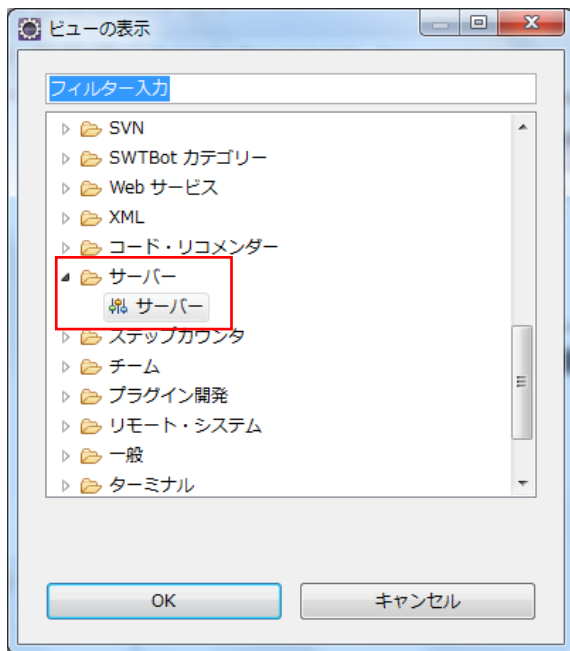 ビューの表示
フィルター入力
SVN
SWTBot カテゴリー
Web サービス
XML
コード・リコメンダー
サーバー
サーバー
ステップカウンタ
チーム
プラグイン開発
リモート・システム
一般
ターミナル
OK キャンセル